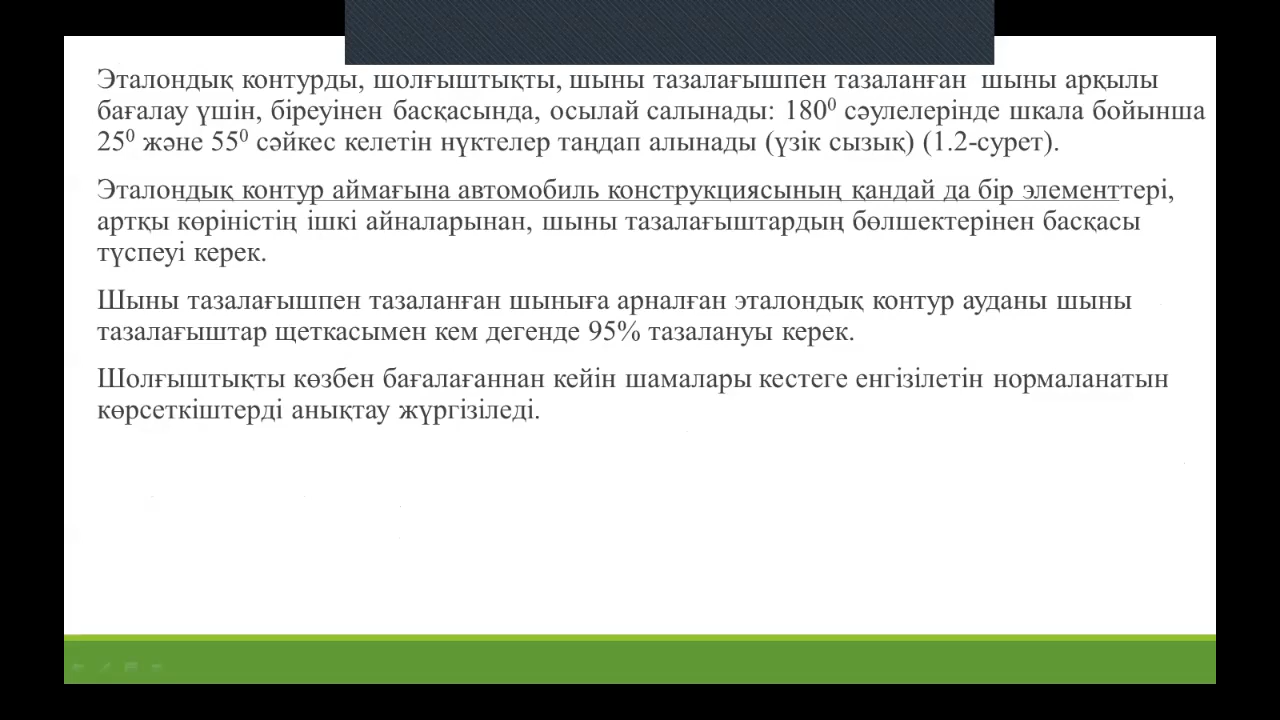 Эталондық контурды, шолғыштықты, шыны тазалағышпен тазаланған шыны арқылы
бағалау үшін, біреуінен басқасында, осылай салынады: 180⁰ сәулелерінде шкала бойынша
25⁰ және 55⁰ сәйкес келетін нүктелер таңдап алынады (үзік сызық) (1.2-сурет).
Эталондық контур аймағына автомобиль конструкциясының қандай да бір элементтері,
артқы көріністің ішкі айналарынан, шыны тазалағыштардың бөлшектерінен басқасы
түспеуі керек.
Шыны тазалағышпен тазаланған шыныға арналған эталондық контур ауданы шыны
тазалағыштар щеткасымен кем дегенде 95% тазалануы керек.
Шолғыштықты көзбен бағалағаннан кейін шамалары кестеге енгізілетін нормаланатын
көрсеткіштерді анықтау жүргізіледі.